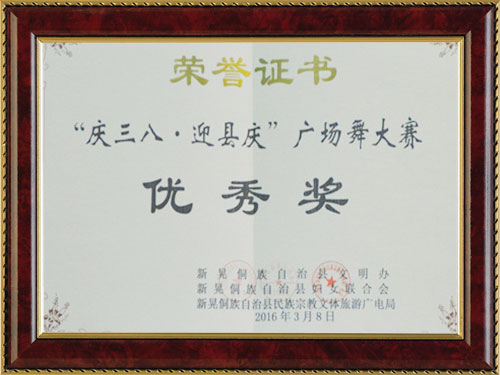 荣誉证书
“庆三八·迎县庆”广场舞大赛
优秀奖
新晃侗族自治县文明办
新晃侗族自治县妇女联合会
新晃侗族自治县民族宗教文体旅游广电局
2016年3月8日